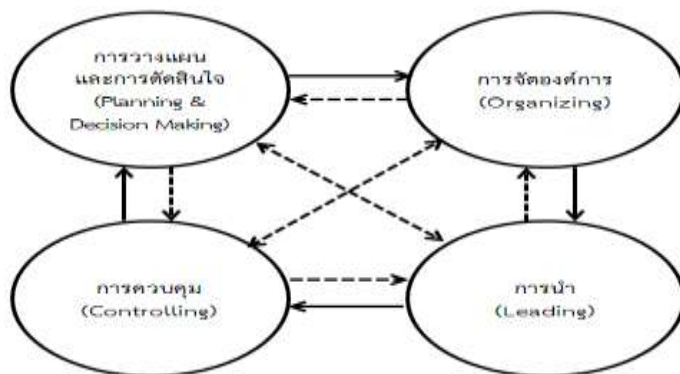 การวางแผน
และการตัดสินใจ
(Planning &
Decision Making)
การจัดองค์การ
(Organizing)
การควบคุม
(Controlling)
การนำ
(Leading)